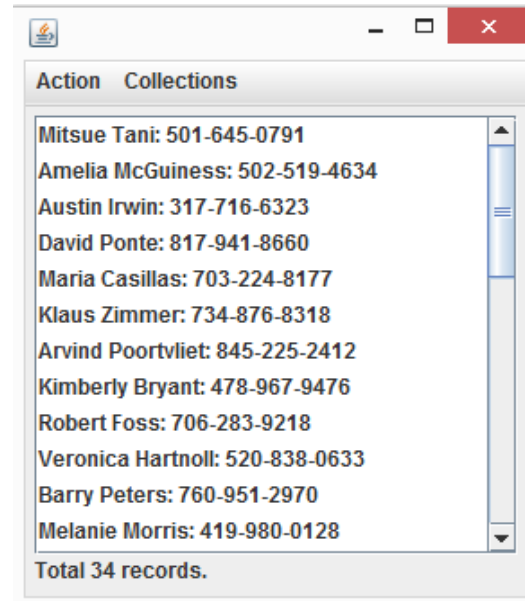 Action Collections
Mitsue Tani: 501-645-0791
Amelia McGuiness: 502-519-4634
Austin Irwin: 317-716-6323
David Ponte: 817-941-8660
Maria Casillas: 703-224-8177
Klaus Zimmer: 734-876-8318
Arvind Poortvliet: 845-225-2412
Kimberly Bryant: 478-967-9476
Robert Foss: 706-283-9218
Veronica Hartnoll: 520-838-0633
Barry Peters: 760-951-2970
Melanie Morris: 419-980-0128
Total 34 records.